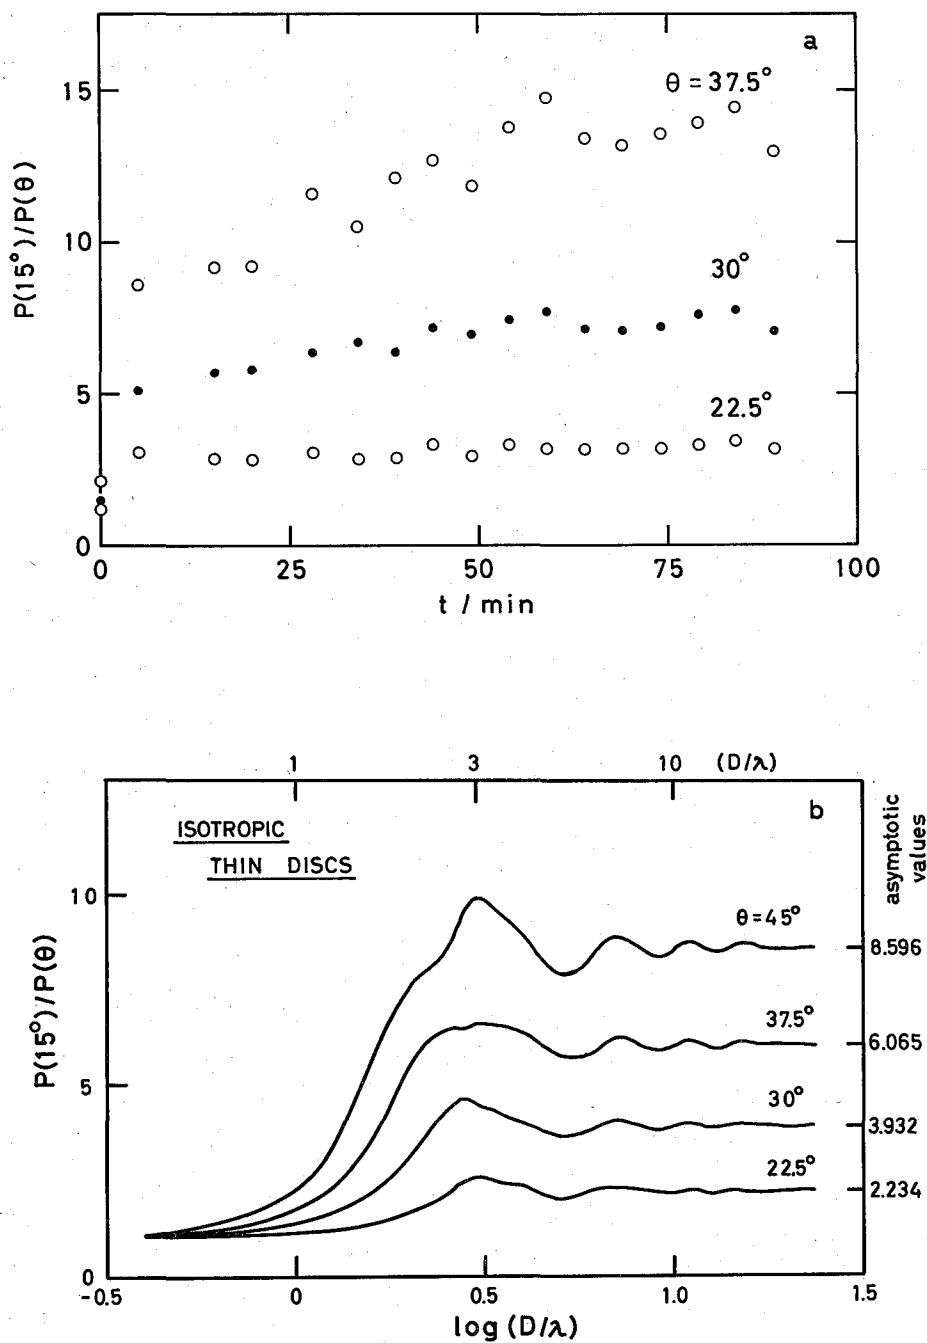 a
θ = 37.5°
15
10
5
0
P(15°)/P(θ)
30°
22.5°
0 25 50 75 100
t / min
1 3 10 (D/λ)
b
ISOTROPIC
THIN DISCS
asymptotic
values
10
5
0
P(15°)/P(θ)
θ=45°
8.596
37.5°
6.065
30°
3.932
22.5°
2.234
-0.5 0 0.5 1.0 1.5
log (D/λ)